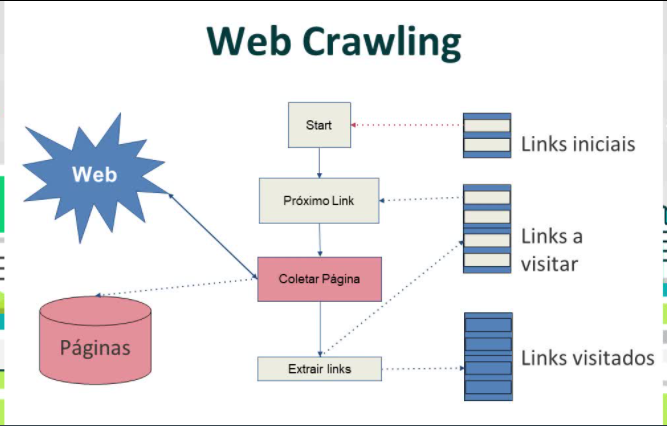 Web Crawling
Start
Links iniciais
Web
Próximo Link
Links a
visitar
Coletar Página
Páginas
Extrair links
Links visitados